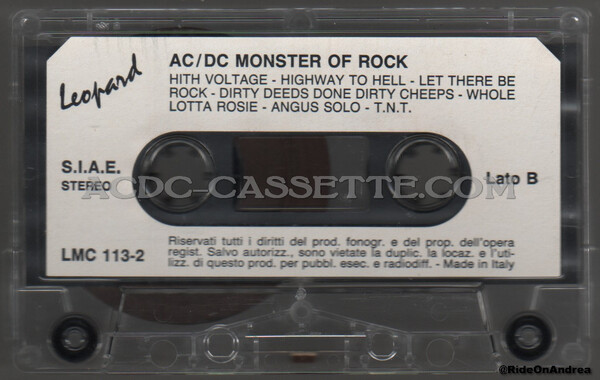 Leopard
AC/DC MONSTER OF ROCK
HITH VOLTAGE - HIGHWAY TO HELL - LET THERE BE
ROCK - DIRTY DEEDS DONE DIRTY CHEEPS - WHOLE
LOTTA ROSIE - ANGUS SOLO - T.N.T.
S.I.A.E.
STEREO
ACDC-CASSETTE.COM
Lato B
LMC 113-2
Riservati tutti i diritti del prod. fonogr. e del prop. dell'opera
regist. Salvo autorizz., sono vietate la duplic. la locaz. e l'uti-
lizz. di questo prod. per pubbl. esec. e radiodiff. - Made in Italy
@RideOnAndrea